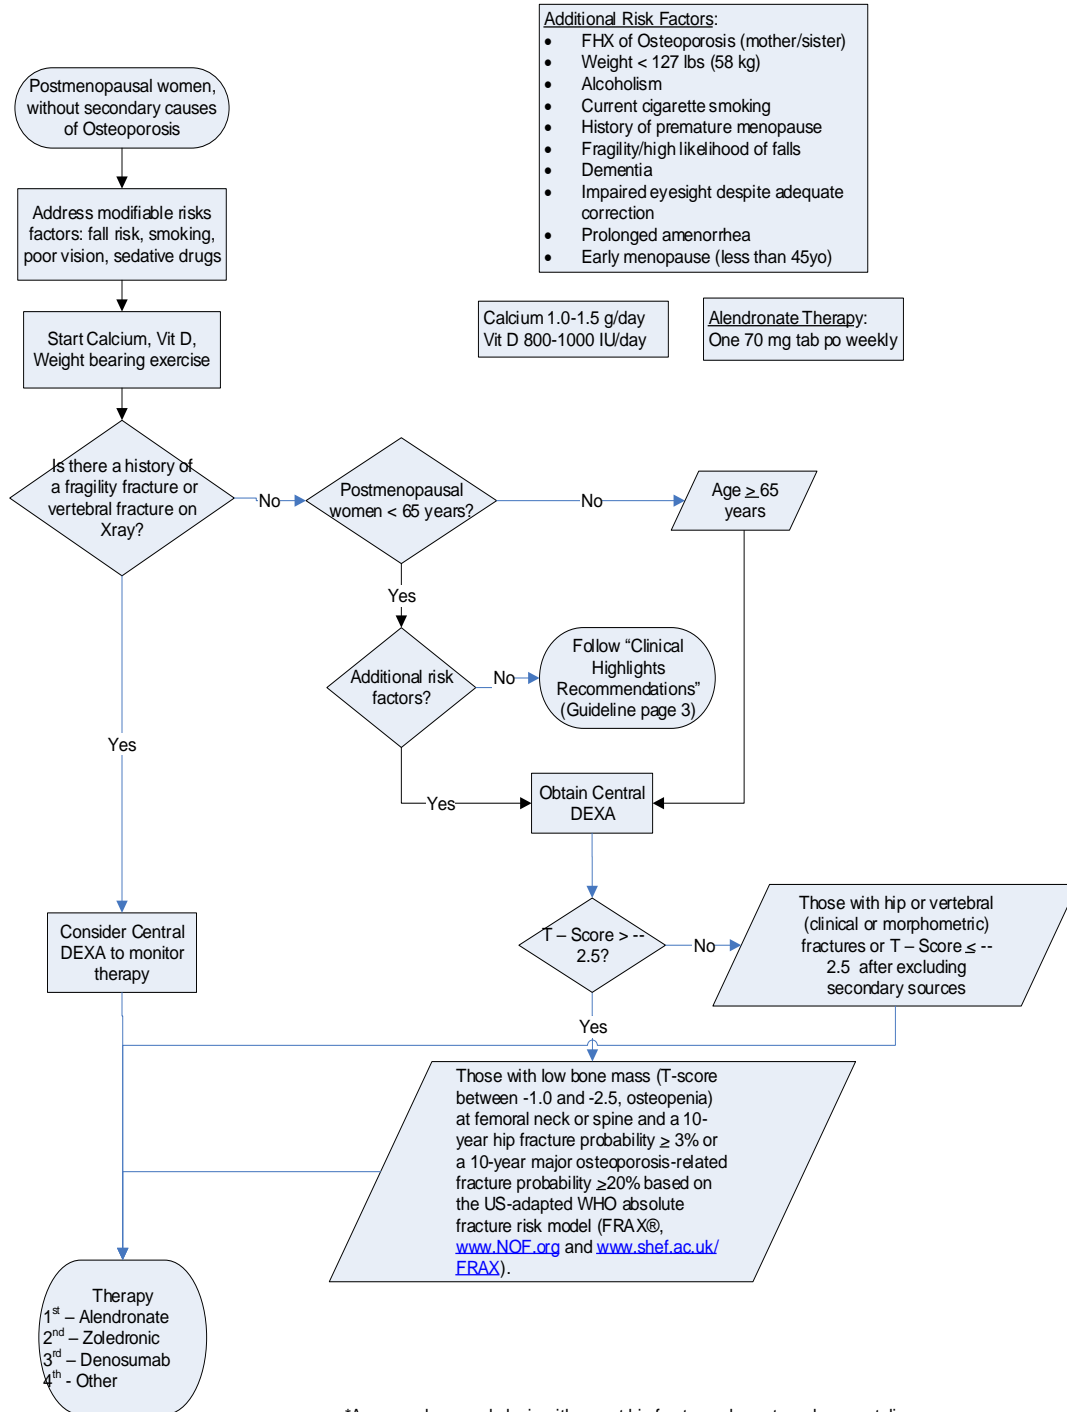 Additional Risk Factors:
• FHX of Osteoporosis (mother/sister)
• Weight < 127 lbs (58 kg)
• Alcoholism
• Current cigarette smoking
• History of premature menopause
• Fragility/high likelihood of falls
• Dementia
• Impaired eyesight despite adequate
correction
• Prolonged amenorrhea
• Early menopause (less than 45yo)
Postmenopausal women,
without secondary causes
of Osteoporosis
Address modifiable risks
factors: fall risk, smoking,
poor vision, sedative drugs
Calcium 1.0-1.5 g/day
Vit D 800-1000 IU/day
Alendronate Therapy:
One 70 mg tab po weekly
Start Calcium, Vit D,
Weight bearing exercise
Is there a history of
a fragility fracture or
vertebral fracture on
Xray?
No
Postmenopausal
women < 65 years?
No
Age ≥ 65
years
Yes
Additional risk
factors?
No
Follow “Clinical
Highlights
Recommendations”
(Guideline page 3)
Yes
Yes
Obtain Central
DEXA
Consider Central
DEXA to monitor
therapy
T – Score > --
2.5?
No
Those with hip or vertebral
(clinical or morphometric)
fractures or T – Score ≤ --
2.5 after excluding
secondary sources
Yes
Those with low bone mass (T-score
between -1.0 and -2.5, osteopenia)
at femoral neck or spine and a 10-
year hip fracture probability ≥ 3% or
a 10-year major osteoporosis-related
fracture probability ≥20% based on
the US-adapted WHO absolute
fracture risk model (FRAX®,
www.NOF.org and www.shef.ac.uk/
FRAX).
Therapy
1st – Alendronate
2nd – Zoledronic
3rd – Denosumab
4th - Other